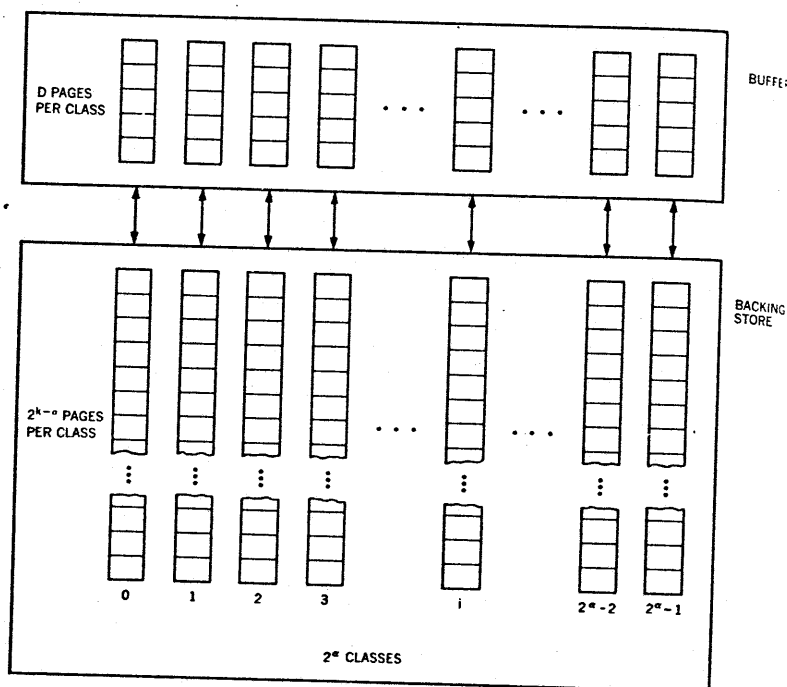 D PAGES
PER CLASS
. . .
. . .
BUFFE
BACKING
STORE
2^k-α PAGES
PER CLASS
. . .
. . .
0 1 2 3 i 2^α-2 2^α-1
2^α CLASSES